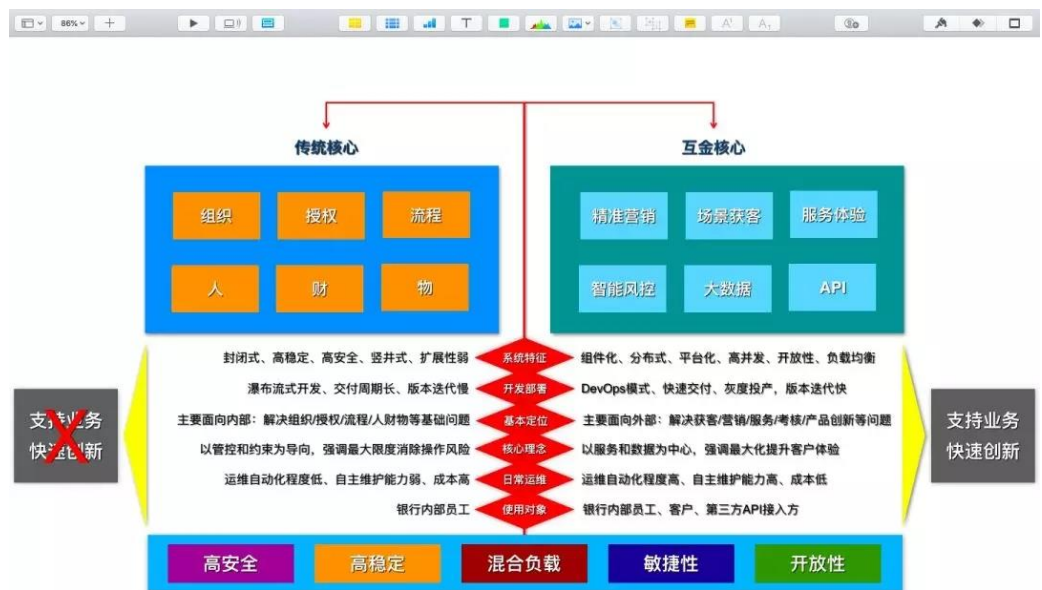 86%
传统核心
互金核心
组织 授权 流程
人 财 物
精准营销 场景获客 服务体验
智能风控 大数据 API
封闭式、高稳定、高安全、竖井式、扩展性弱 系统特征 组件化、分布式、平台化、高并发、开放性、负载均衡
瀑布流式开发、交付周期长、版本迭代慢 开发部署 DevOps模式、快速交付、灰度投产，版本迭代快
主要面向内部：解决组织/授权/流程/人财物等基础问题 基本定位 主要面向外部：解决获客/营销/服务/考核/产品创新等问题
以管控和约束为导向，强调最大限度消除操作风险 核心理念 以服务和数据为中心，强调最大化提升客户体验
运维自动化程度低、自主维护能力弱、成本高 日常运维 运维自动化程度高、自主维护能力高、成本低
银行内部员工 使用对象 银行内部员工、客户、第三方API接入方
支持业务
快速创新
支持业务
快速创新
高安全 高稳定 混合负载 敏捷性 开放性